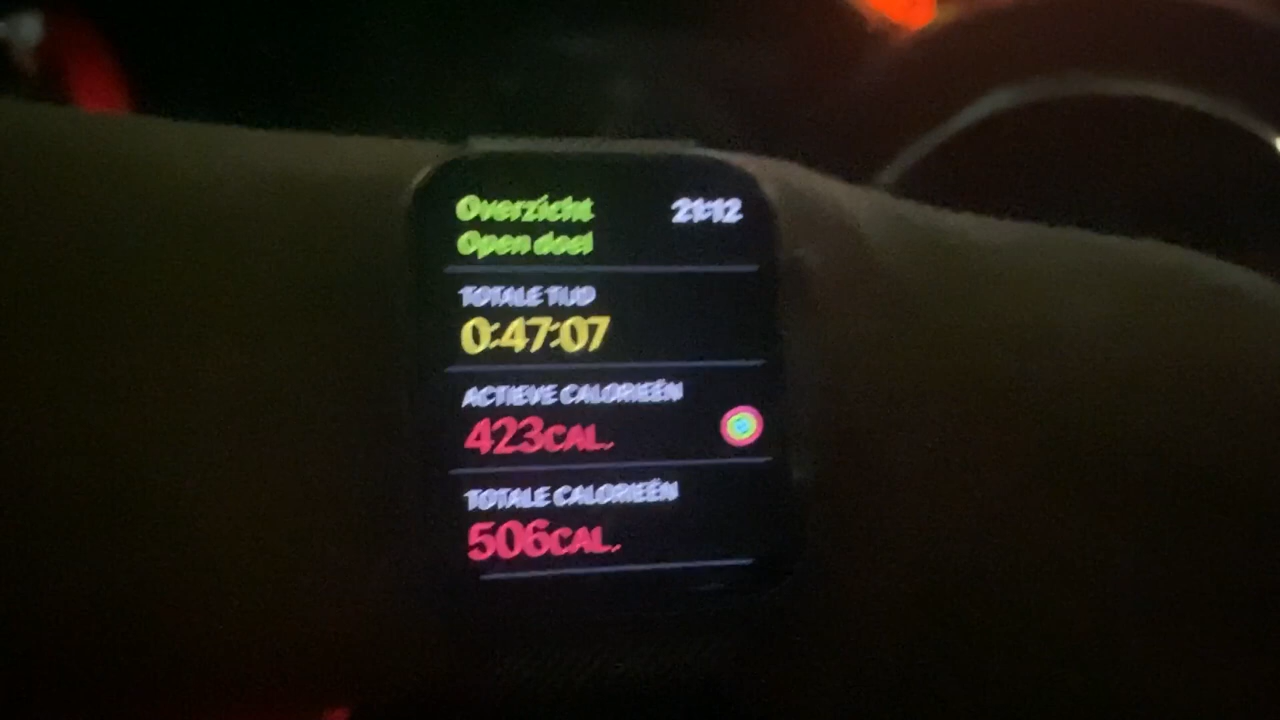 Overzicht 21:12
Open doel
TOTALE TIJD
0:47:07
ACTIEVE CALORIEËN
423CAL.
TOTALE CALORIEËN
506CAL.